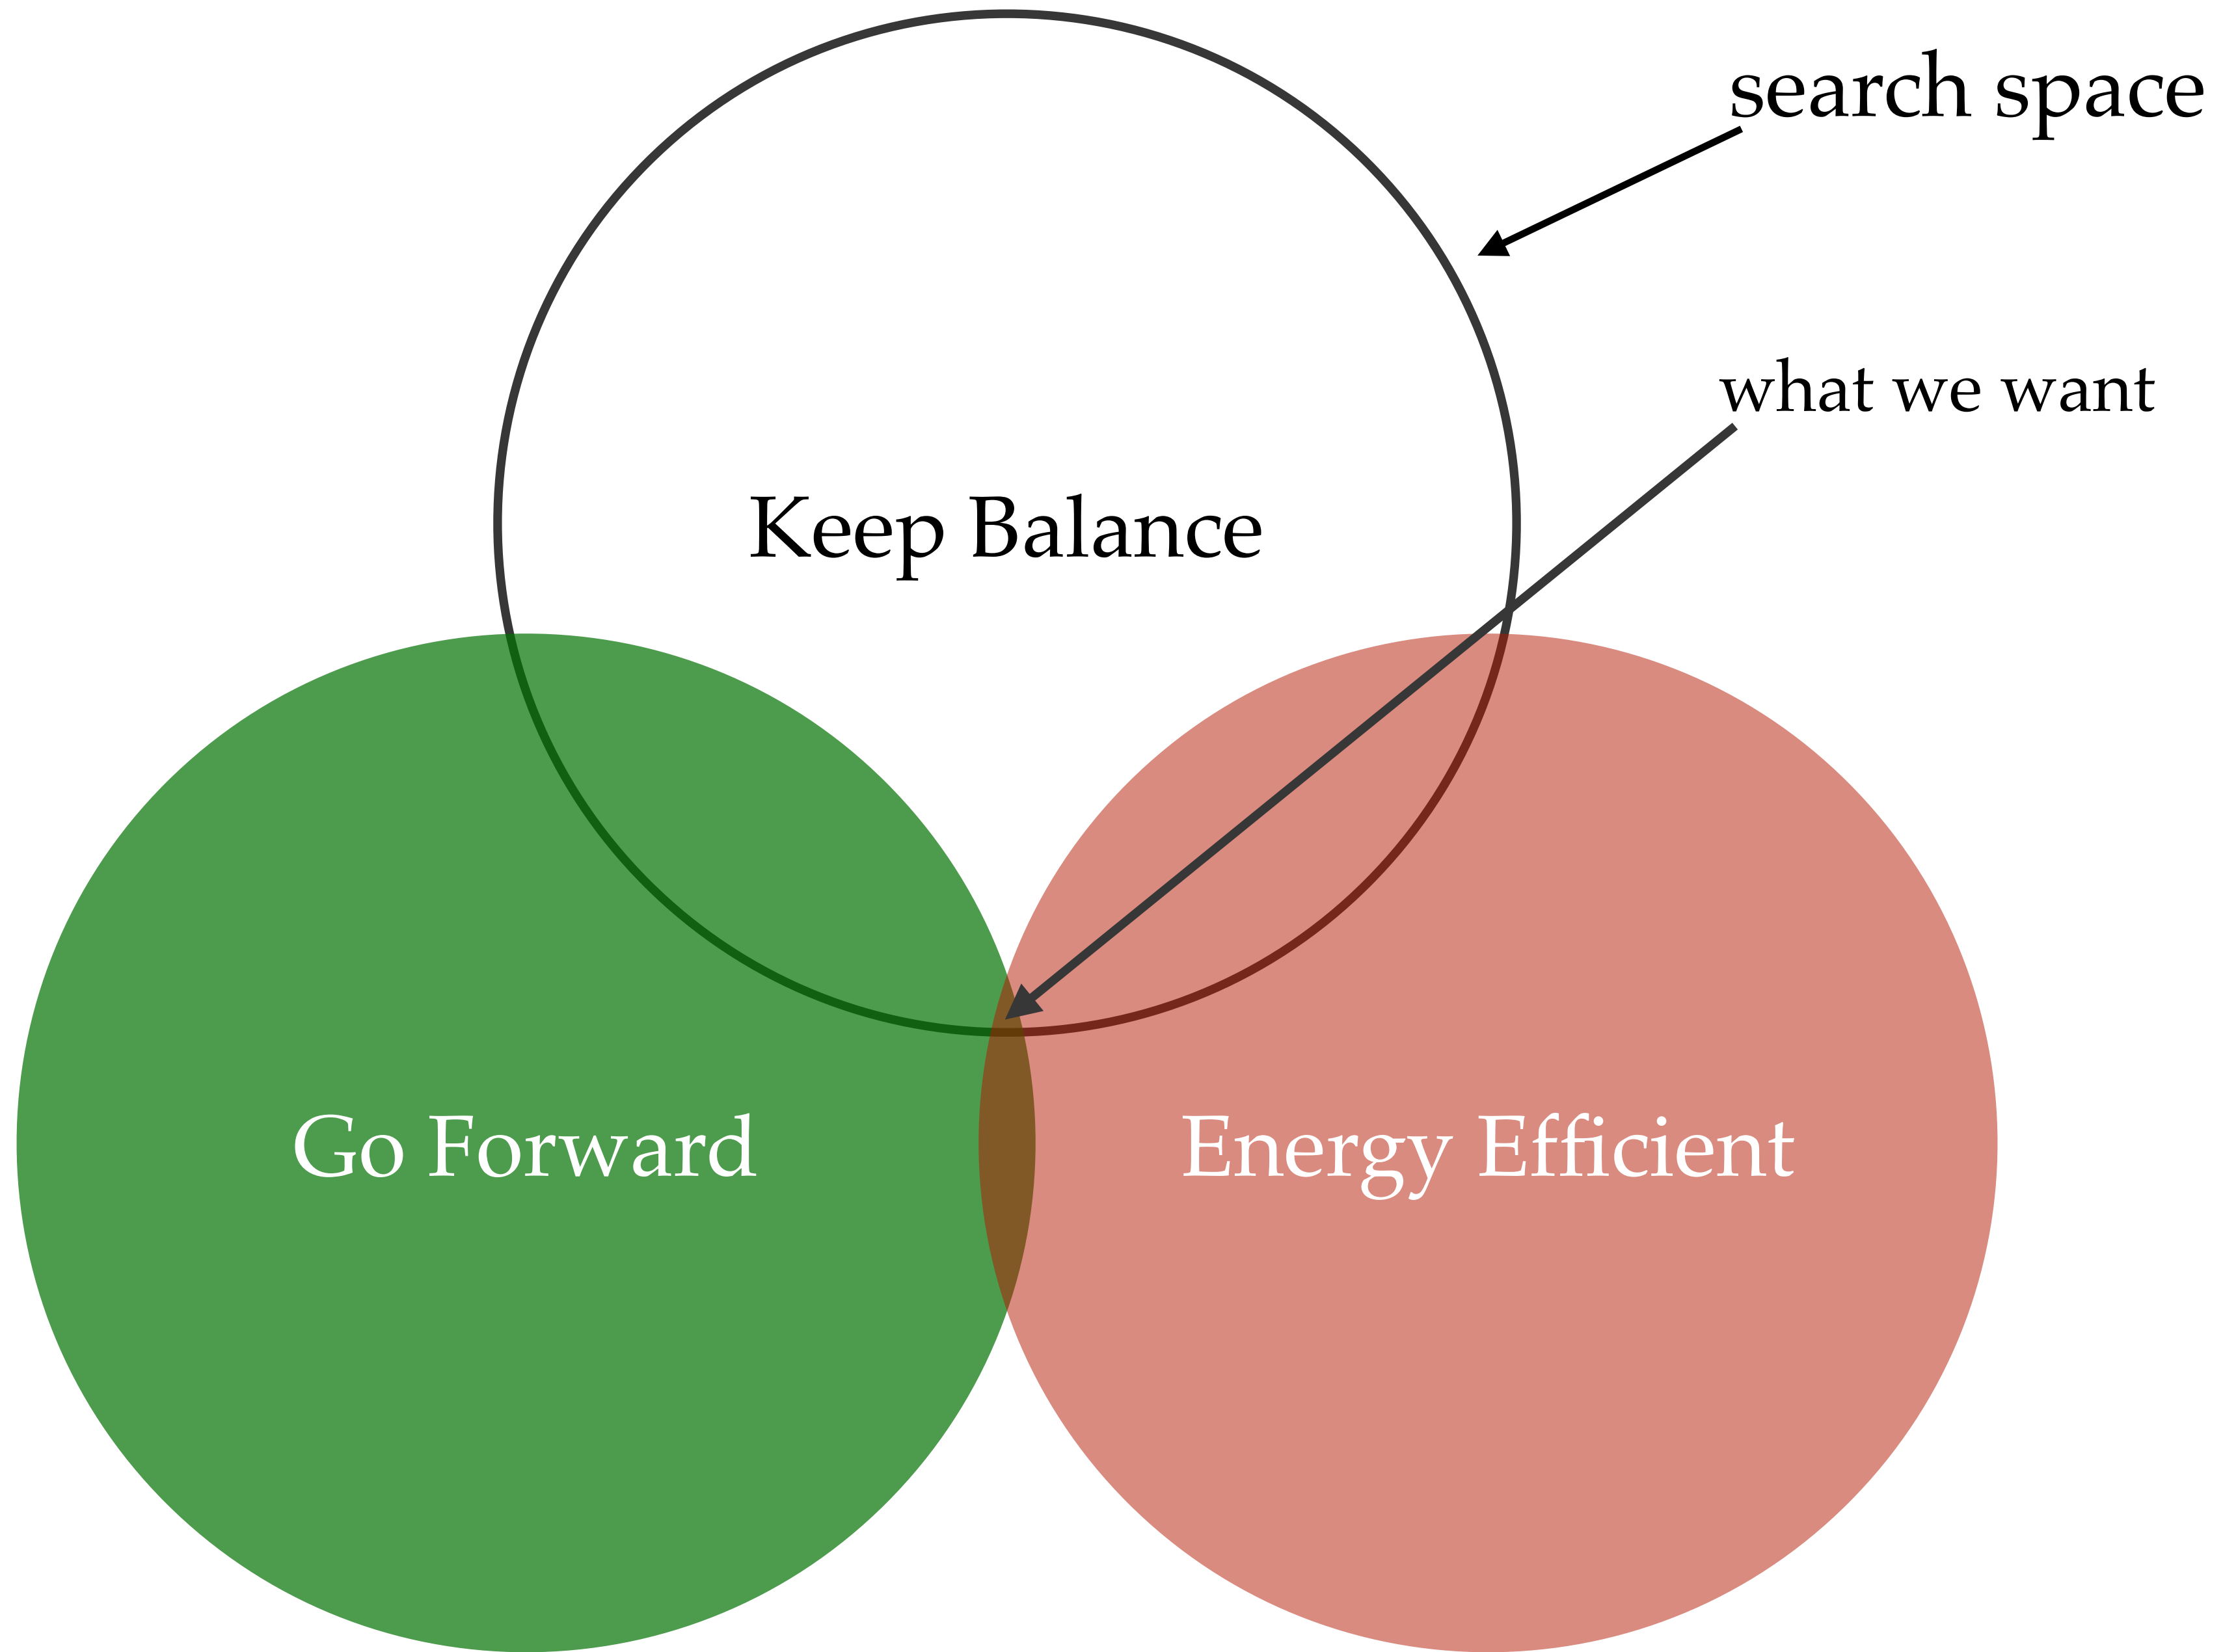 search space
what we want
Keep Balance
Go Forward
Energy Efficient